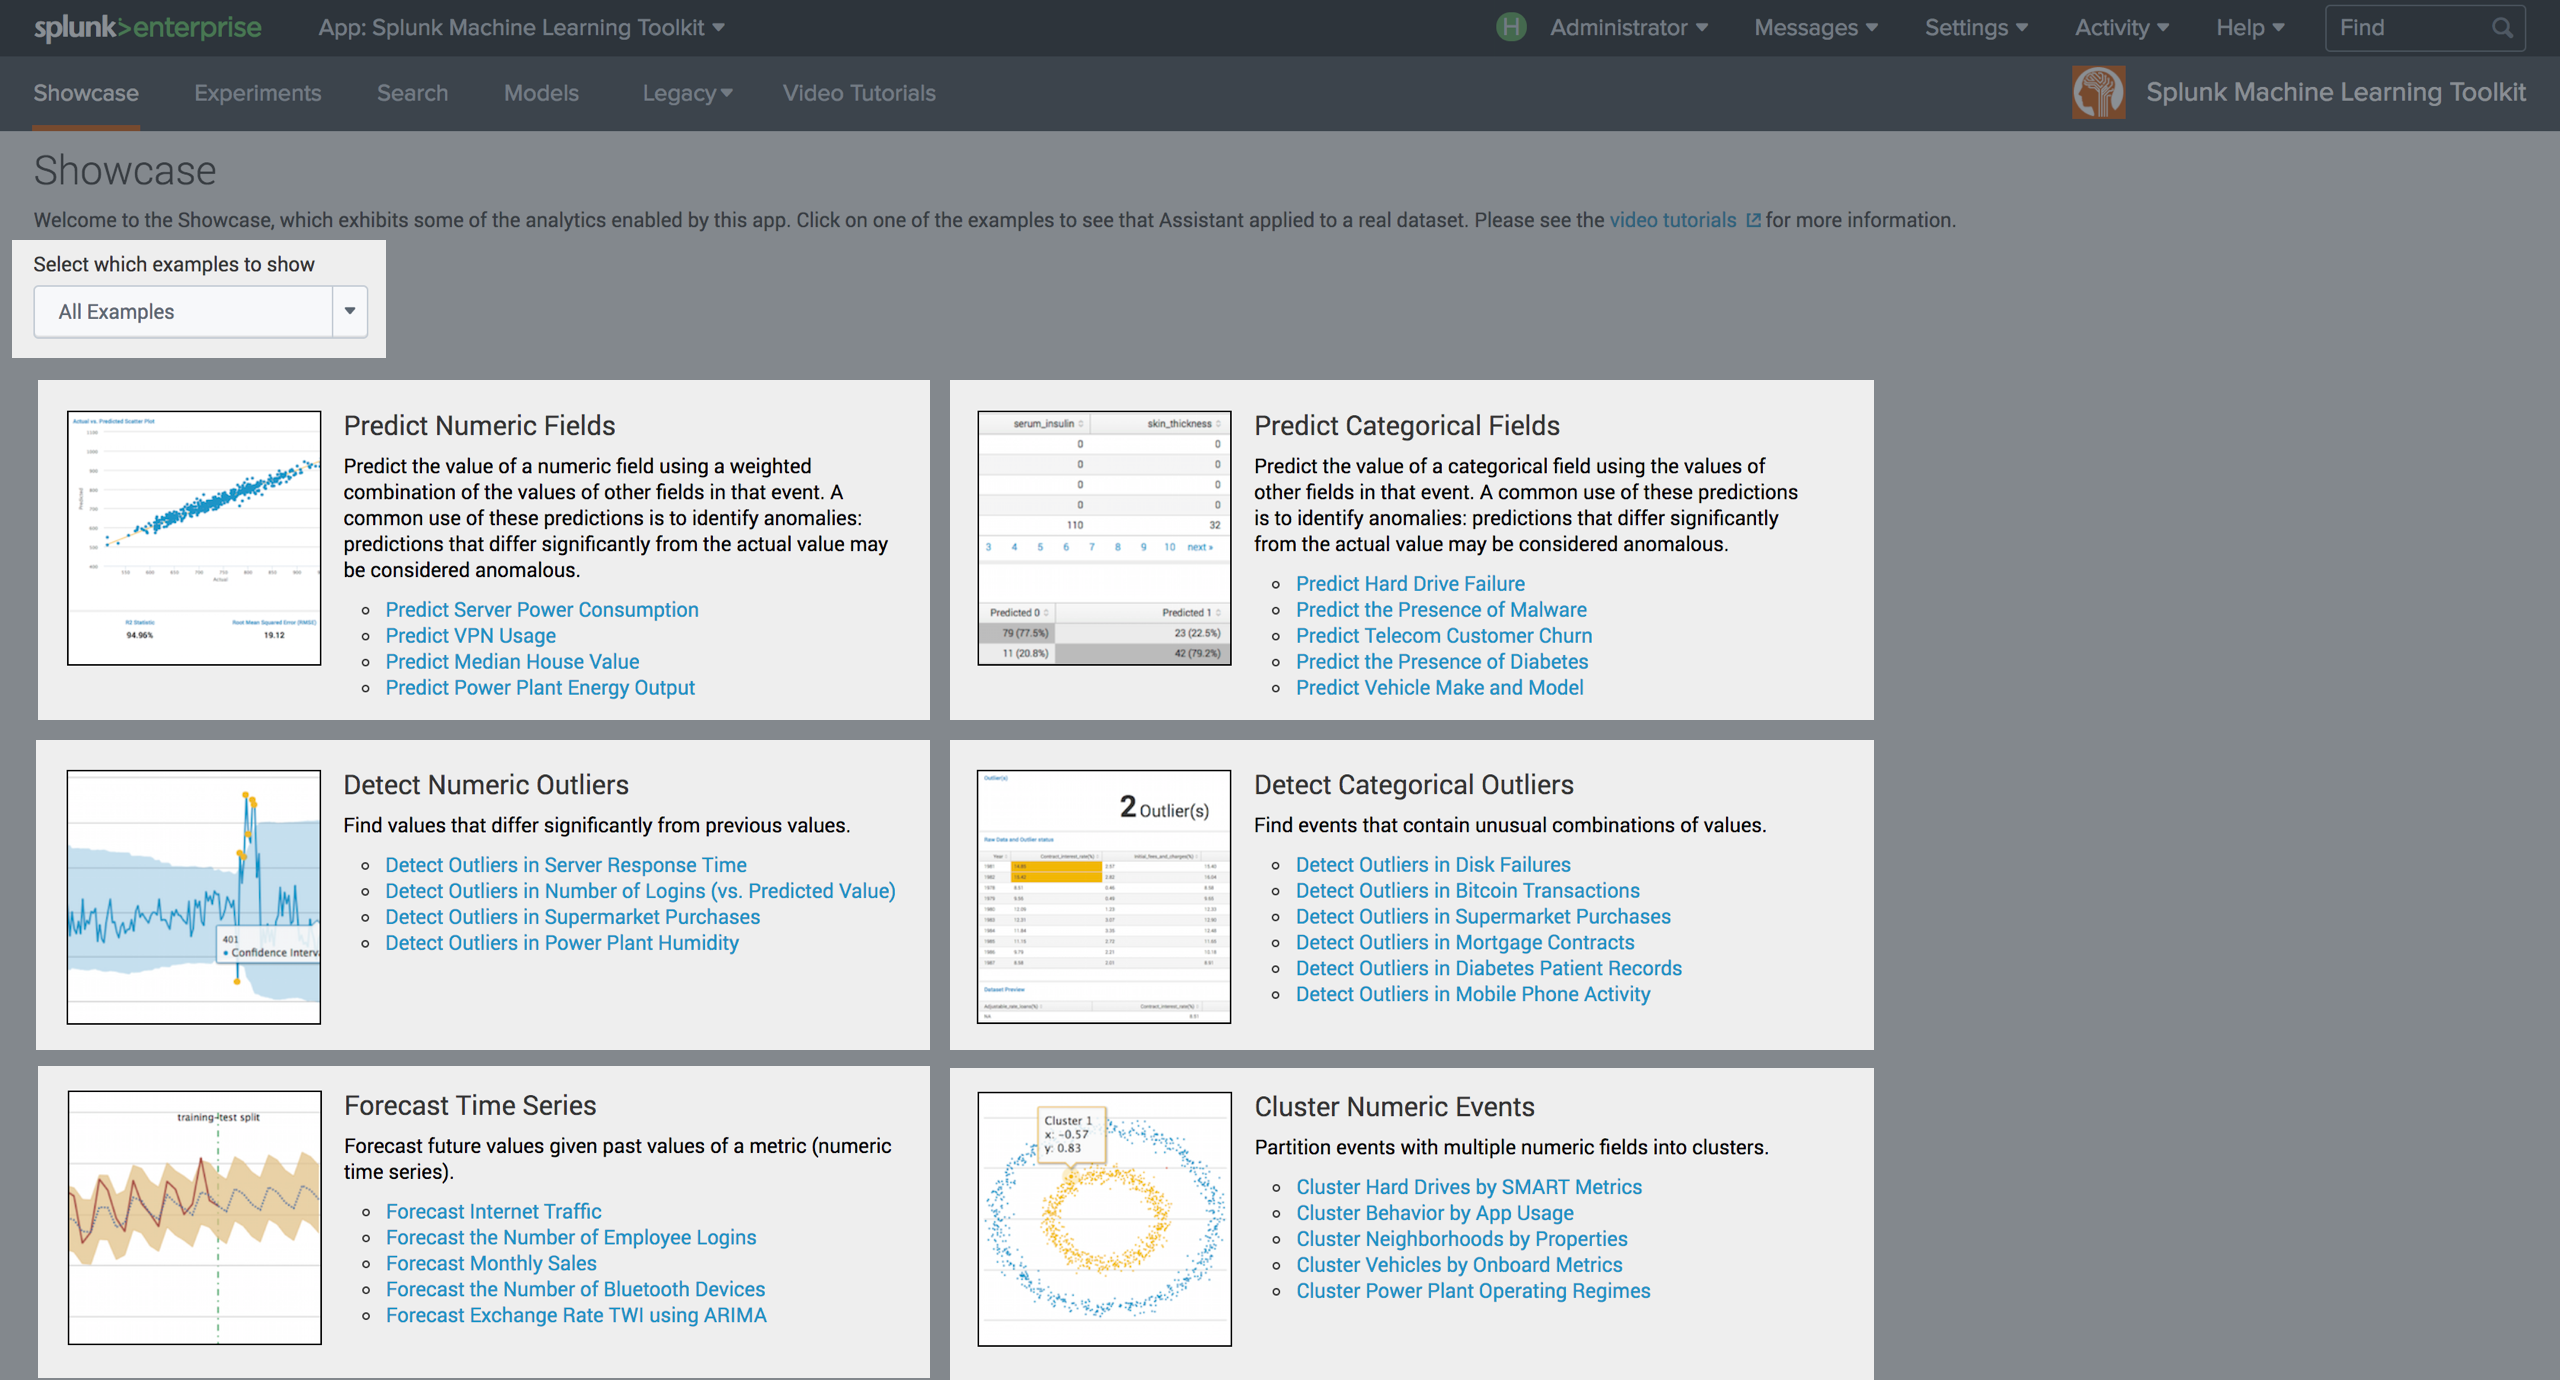 splunk>enterprise App: Splunk Machine Learning Toolkit H Administrator Messages Settings Activity Help Find
Showcase Experiments Search Models Legacy Video Tutorials Splunk Machine Learning Toolkit
Showcase
Welcome to the Showcase, which exhibits some of the analytics enabled by this app. Click on one of the examples to see that Assistant applied to a real dataset. Please see the video tutorials for more information.
Select which examples to show
All Examples
Actual vs. Predicted Scatter Plot
Predicted
Actual
R2 Statistic Root Mean Squared Error (RMSE)
94.96% 19.12
Predict Numeric Fields
Predict the value of a numeric field using a weighted
combination of the values of other fields in that event. A
common use of these predictions is to identify anomalies:
predictions that differ significantly from the actual value may
be considered anomalous.
Predict Server Power Consumption
Predict VPN Usage
Predict Median House Value
Predict Power Plant Energy Output
serum_insulin skin_thickness
0 0
0 0
0 0
0 0
110 32
3 4 5 6 7 8 9 10 next »
Predicted 0 Predicted 1
79 (77.5%) 23 (22.5%)
11 (20.8%) 42 (79.2%)
Predict Categorical Fields
Predict the value of a categorical field using the values of
other fields in that event. A common use of these predictions
is to identify anomalies: predictions that differ significantly
from the actual value may be considered anomalous.
Predict Hard Drive Failure
Predict the Presence of Malware
Predict Telecom Customer Churn
Predict the Presence of Diabetes
Predict Vehicle Make and Model
401
Confidence Interva
Detect Numeric Outliers
Find values that differ significantly from previous values.
Detect Outliers in Server Response Time
Detect Outliers in Number of Logins (vs. Predicted Value)
Detect Outliers in Supermarket Purchases
Detect Outliers in Power Plant Humidity
Outlier(s)
2 Outlier(s)
Raw Data and Outlier status
Year Contract_interest_rate(%) Initial_fees_and_charges(%)
Dataset Preview
Adjustable_rate_loans(%) Contract_interest_rate(%)
NA 8.51
Detect Categorical Outliers
Find events that contain unusual combinations of values.
Detect Outliers in Disk Failures
Detect Outliers in Bitcoin Transactions
Detect Outliers in Supermarket Purchases
Detect Outliers in Mortgage Contracts
Detect Outliers in Diabetes Patient Records
Detect Outliers in Mobile Phone Activity
training-test split
Forecast Time Series
Forecast future values given past values of a metric (numeric
time series).
Forecast Internet Traffic
Forecast the Number of Employee Logins
Forecast Monthly Sales
Forecast the Number of Bluetooth Devices
Forecast Exchange Rate TWI using ARIMA
Cluster 1
x: -0.57
y: 0.83
Cluster Numeric Events
Partition events with multiple numeric fields into clusters.
Cluster Hard Drives by SMART Metrics
Cluster Behavior by App Usage
Cluster Neighborhoods by Properties
Cluster Vehicles by Onboard Metrics
Cluster Power Plant Operating Regimes